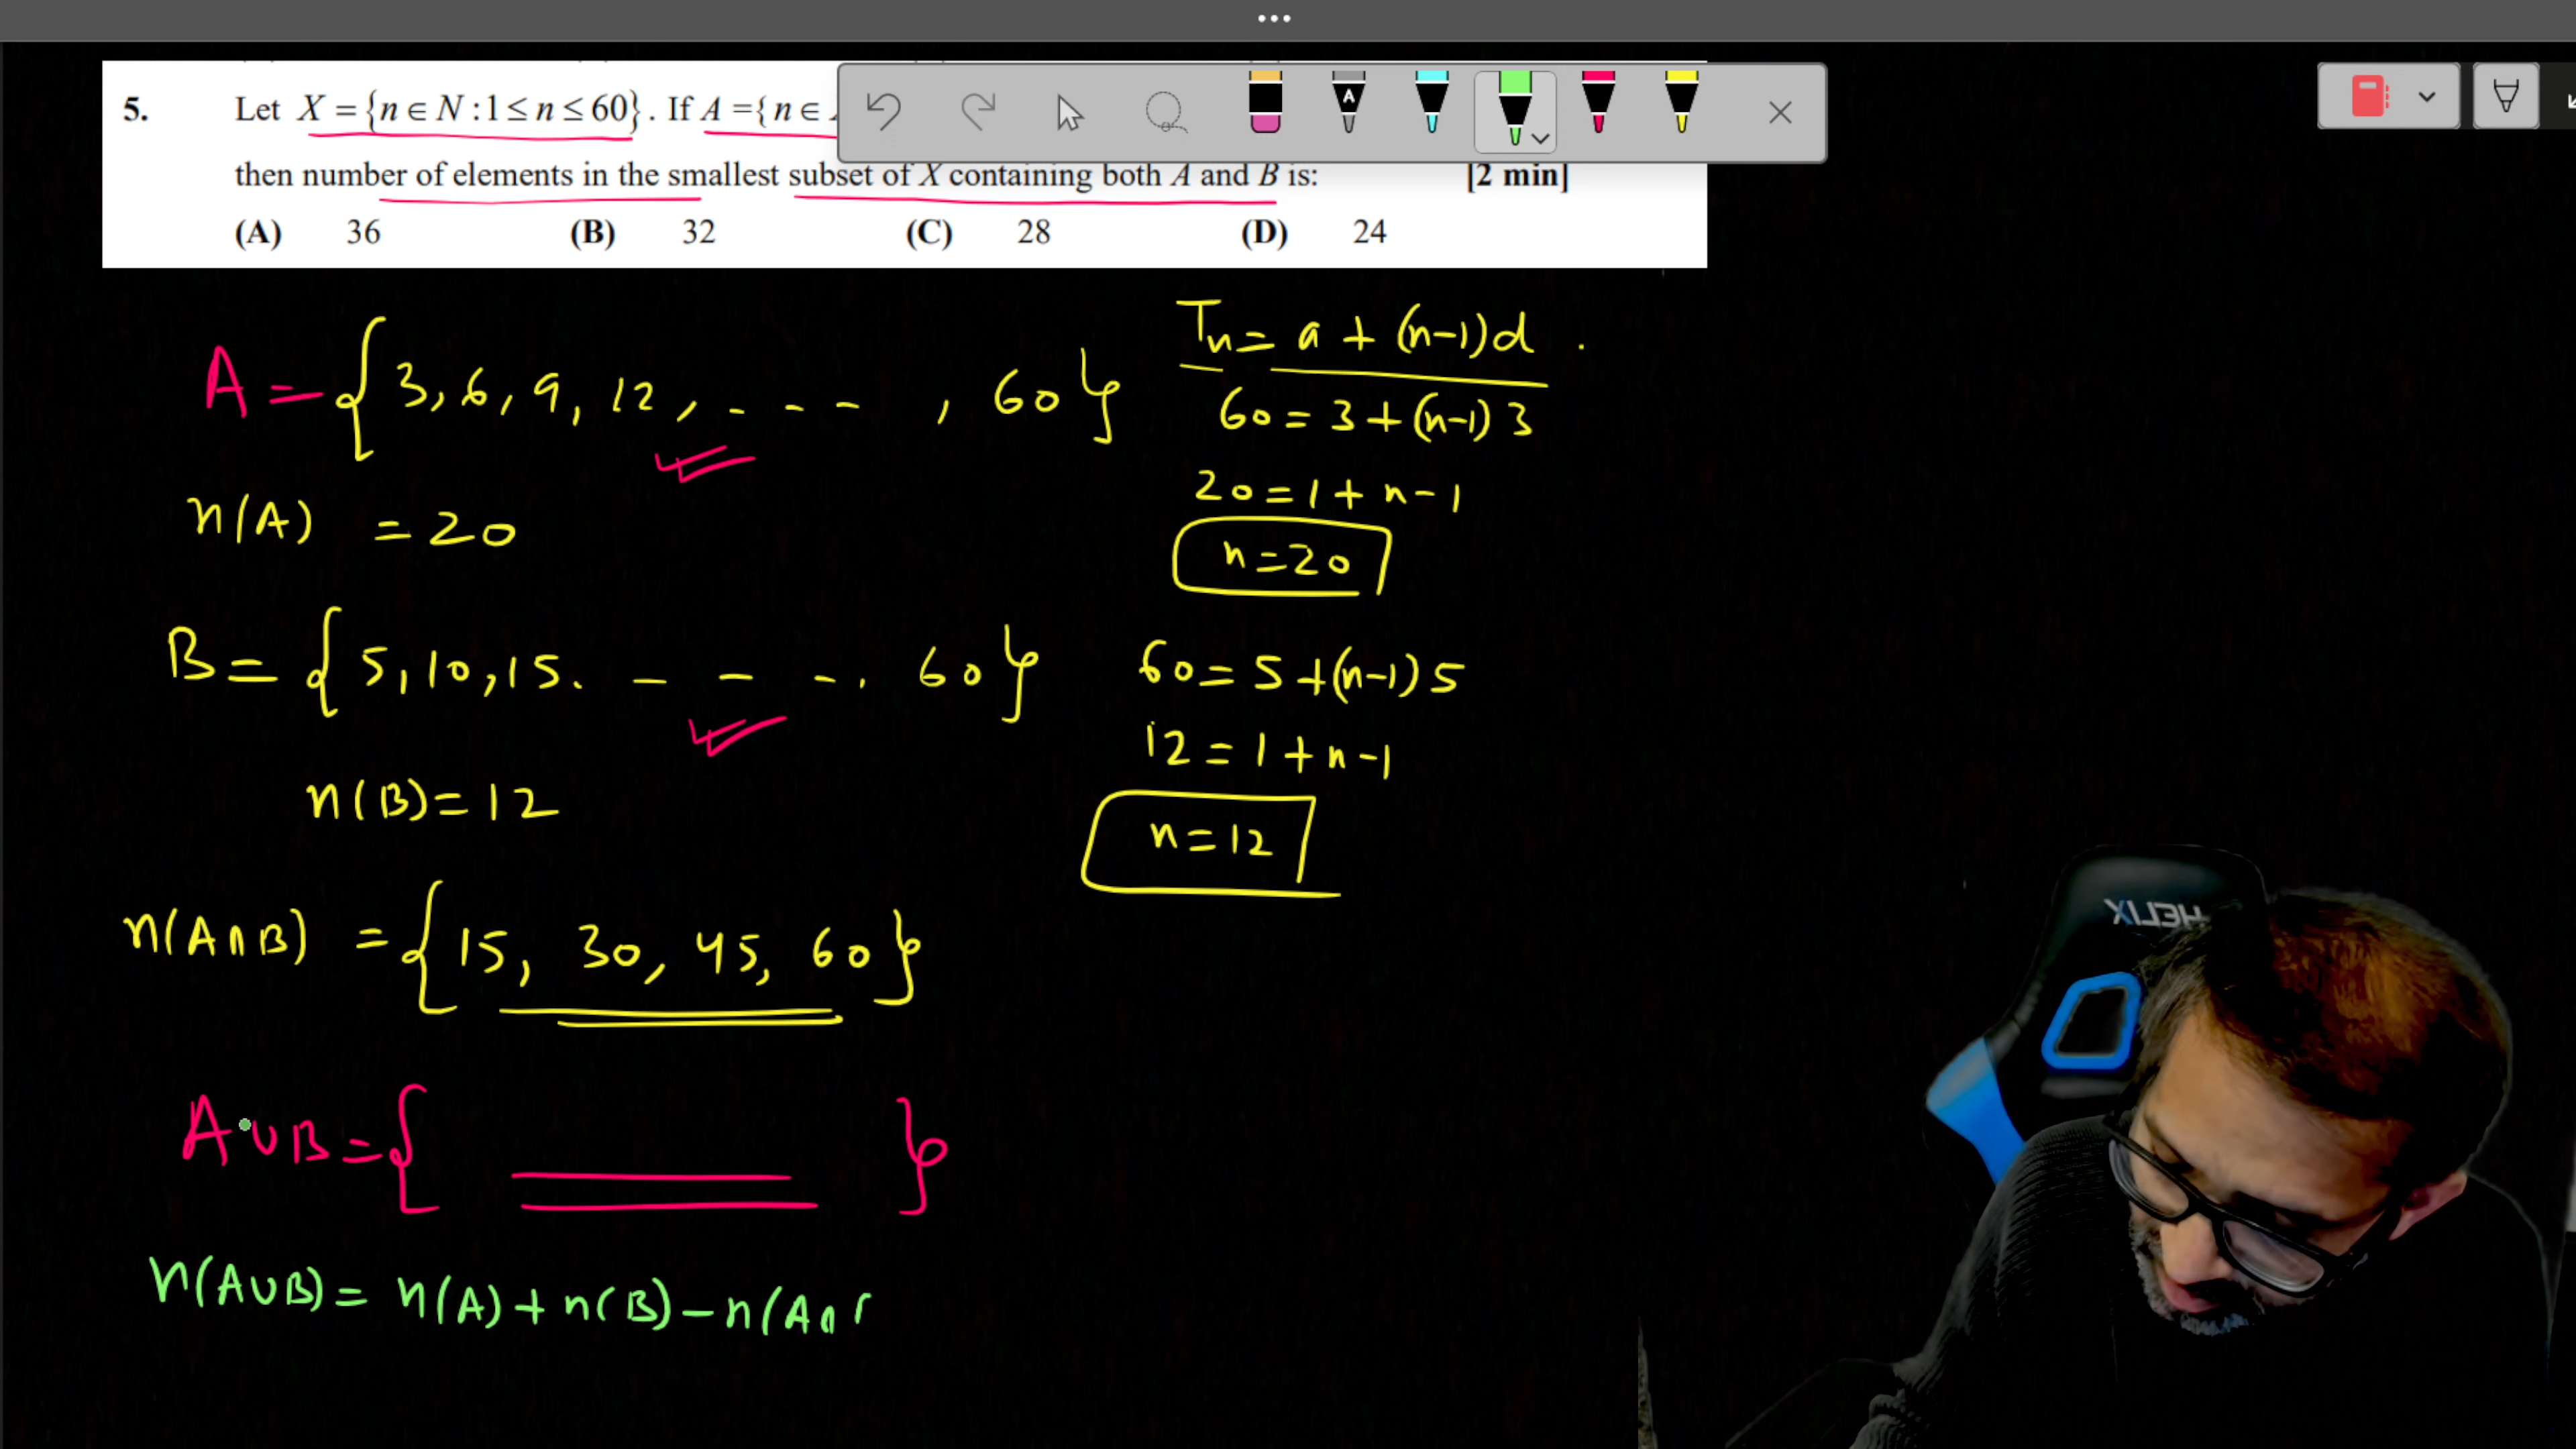 5. Let X = {n ∈ N : 1 ≤ n ≤ 60}. If A = {n ∈
then number of elements in the smallest subset of X containing both A and B is: [2 min]
(A) 36 (B) 32 (C) 28 (D) 24
A = {3, 6, 9, 12, - - - , 60}
n(A) = 20
B = {5, 10, 15. - - -. 60}
n(B) = 12
n(A∩B) = {15, 30, 45, 60}
A∪B = { }
n(A∪B) = n(A) + n(B) - n(A∩
Tn = a + (n-1)d .
60 = 3 + (n-1) 3
20 = 1 + n - 1
n = 20
60 = 5 + (n-1) 5
12 = 1 + n - 1
n = 12
A
HELIX